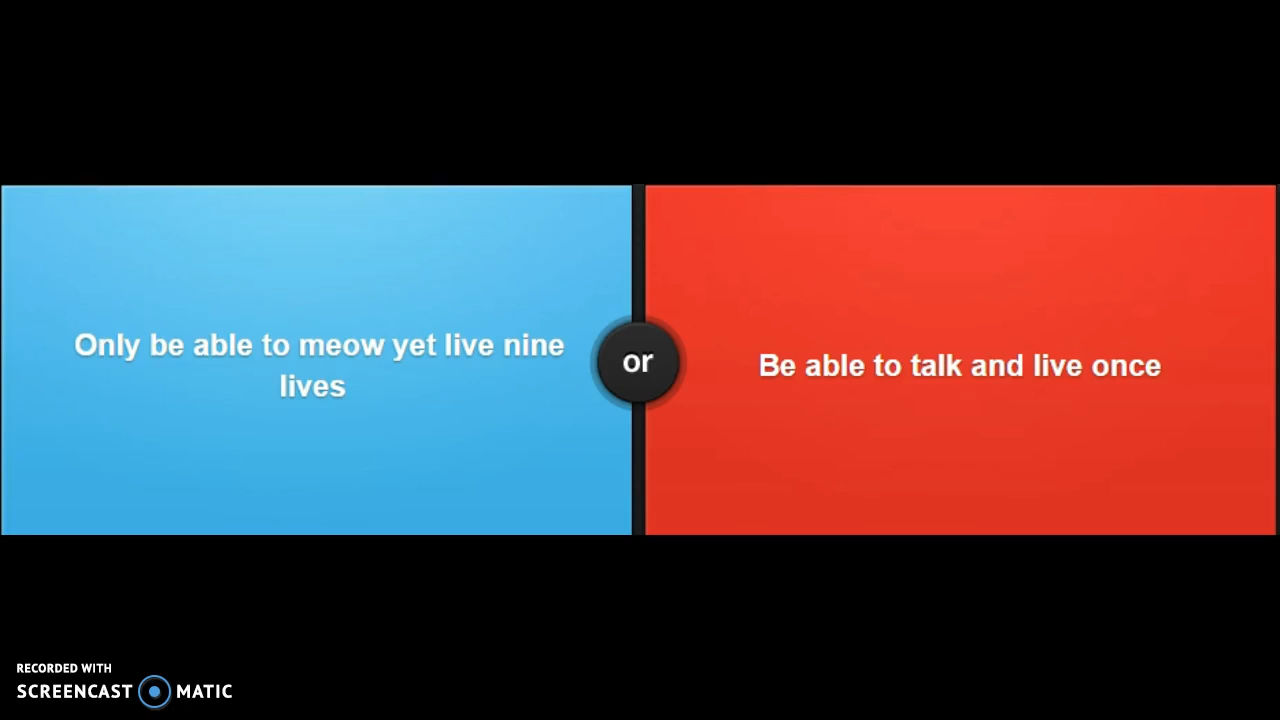 Only be able to meow yet live nine
lives
or
Be able to talk and live once
RECORDED WITH
SCREENCAST MATIC